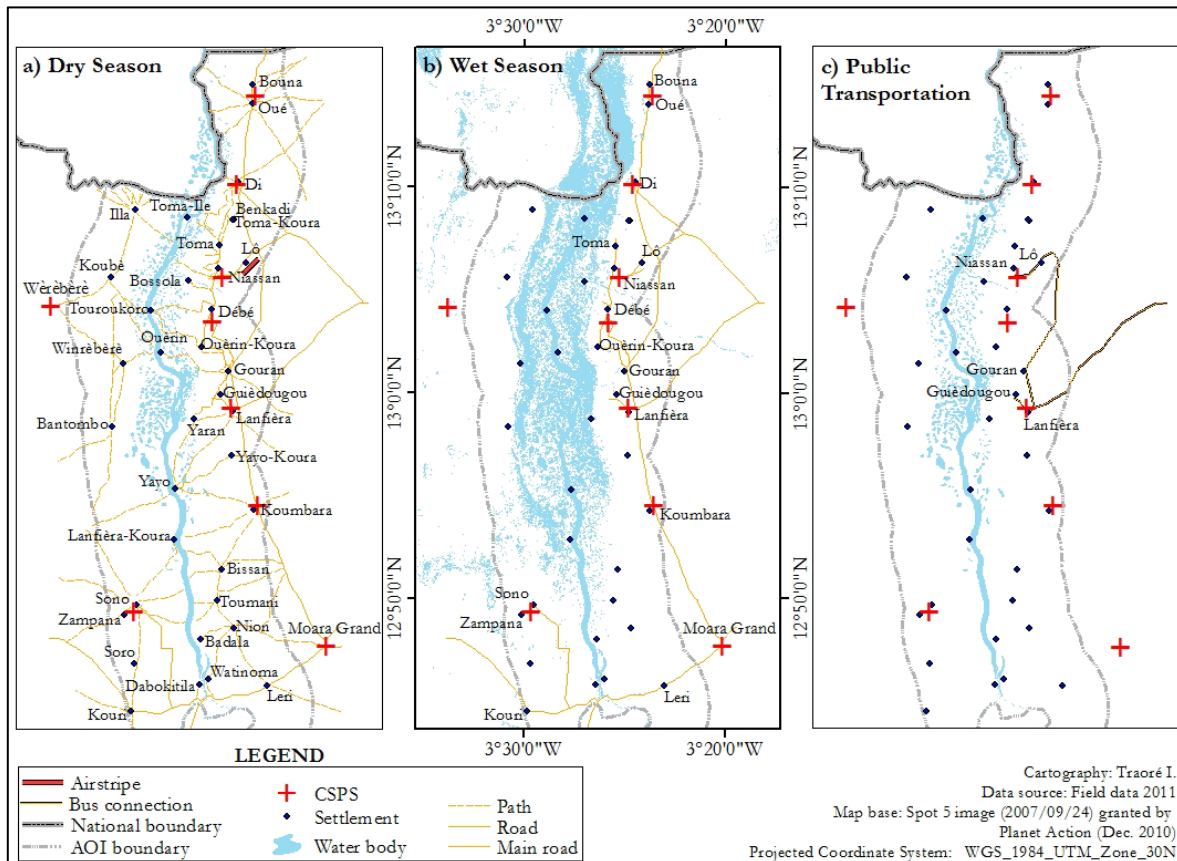 3°30'0"W 3°20'0"W
a) Dry Season
Bouna
Oué
Di
Illa
Toma-Ile
Benkadi
Toma-Koura
Toma
Lô
Koubè
Niassan
Bossola
Wèrèbèrè
Touroukoro
Débé
Ouèrin
Ouèrin-Koura
Winrèbèrè
Gouran
Guièdougou
Lanfièra
Bantombo
Yaran
Yayo-Koura
Yayo
Koumbara
Lanfièra-Koura
Bissan
Sono
Toumani
Zampana
Nion
Moara Grand
Badala
Soro
Watinoma
Dabokitila
Leri
Kouri
b) Wet Season
Bouna
Oué
Di
Toma
Lô
Niassan
Débé
Ouèrin-Koura
Gouran
Guièdougou
Lanfièra
Koumbara
Sono
Zampana
Moara Grand
Leri
Kouri
13°10'0"N
13°0'0"N
12°50'0"N
c) Public
Transportation
Lô
Niassan
Gouran
Guièdougou
Lanfièra
13°10'0"N
13°0'0"N
12°50'0"N
3°30'0"W 3°20'0"W
LEGEND
Airstripe
Bus connection
National boundary
AOI boundary
CSPS
Settlement
Water body
Path
Road
Main road
Cartography: Traoré I.
Data source: Field data 2011
Map base: Spot 5 image (2007/09/24) granted by
Planet Action (Dec. 2010)
Projected Coordinate System: WGS_1984_UTM_Zone_30N